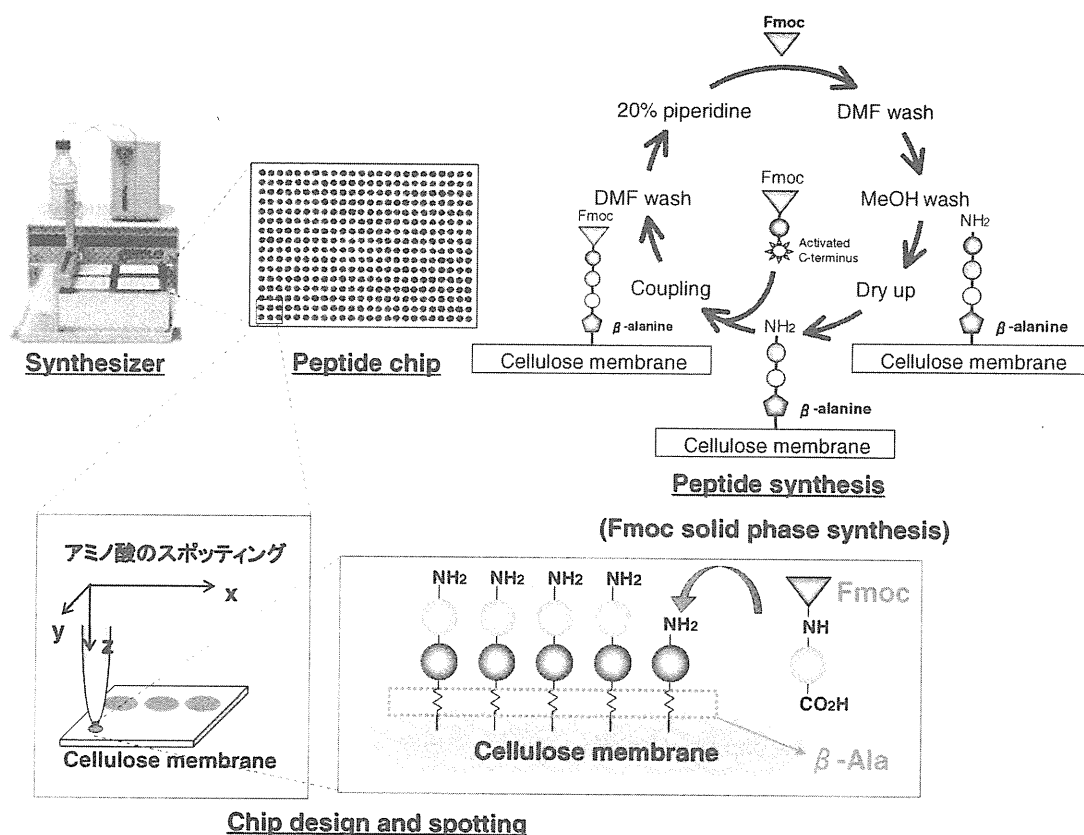 Fmoc
20% piperidine
DMF wash
DMF wash
Fmoc
MeOH wash
Fmoc
NH2
Activated
C-terminus
Coupling
Dry up
NH2
β-alanine
β-alanine
Cellulose membrane
Cellulose membrane
β-alanine
Cellulose membrane
Synthesizer
Peptide chip
Peptide synthesis
(Fmoc solid phase synthesis)
アミノ酸のスポッティング
x
y
z
Cellulose membrane
NH2 NH2 NH2 NH2
NH2
Fmoc
NH
CO2H
Cellulose membrane
β-Ala
Chip design and spotting